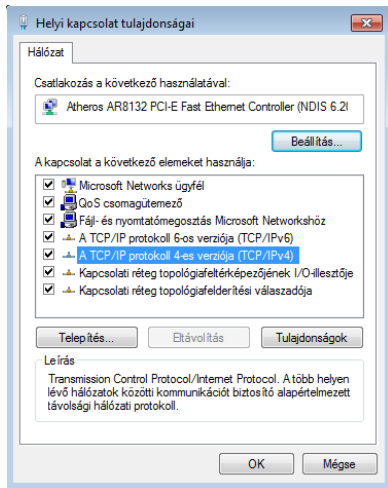 Helyi kapcsolat tulajdonságai
Hálózat
Csatlakozás a következő használatával:
Atheros AR8132 PCI-E Fast Ethernet Controller (NDIS 6.2(
Beállítás...
A kapcsolat a következő elemeket használja:
Microsoft Networks ügyfél
QoS csomagütemező
Fájl- és nyomtatómegosztás Microsoft Networkshöz
A TCP/IP protokoll 6-os verziója (TCP/IPv6)
A TCP/IP protokoll 4-es verziója (TCP/IPv4)
Kapcsolati réteg topológiafeltérképezőjének I/O-illesztője
Kapcsolati réteg topológiafelderítési válaszadója
Telepítés... Eltávolítás Tulajdonságok
Leírás
Transmission Control Protocol/Internet Protocol. A több helyen
lévő hálózatok közötti kommunikációt biztosító alapértelmezett
távolsági hálózati protokoll.
OK Mégse